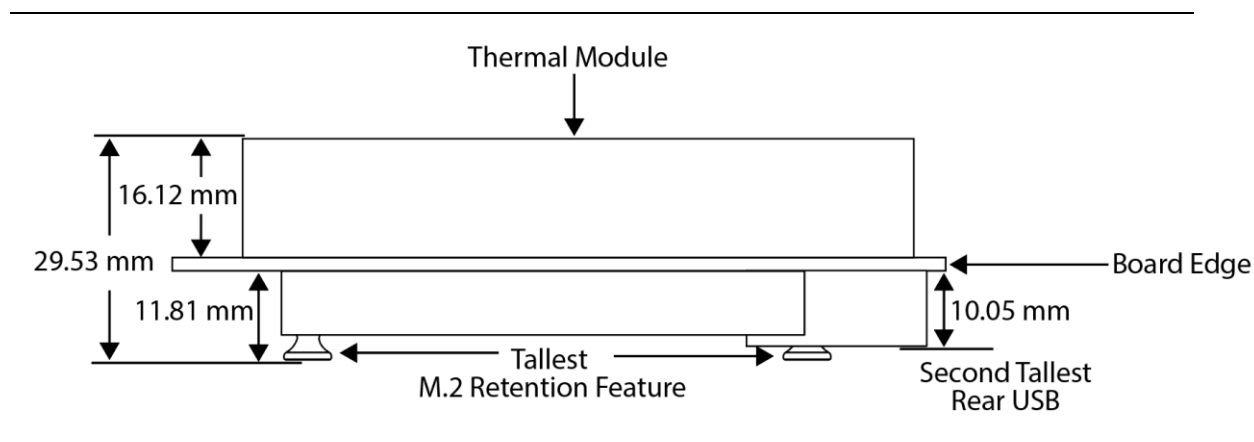 Thermal Module
16.12 mm
29.53 mm
Board Edge
11.81 mm
10.05 mm
Tallest
M.2 Retention Feature
Second Tallest
Rear USB